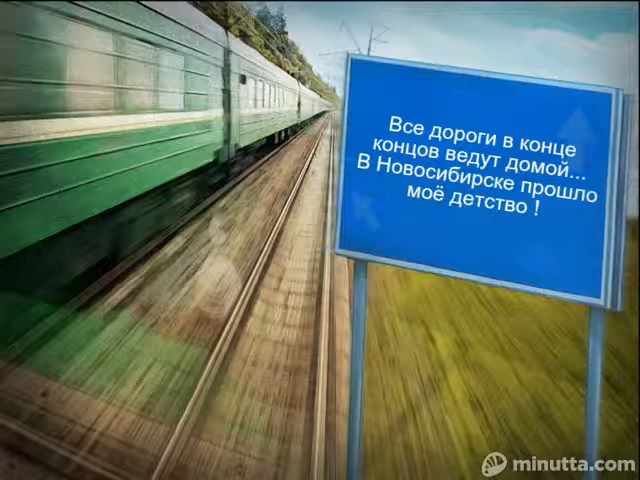 Все дороги в конце
концов ведут домой...
В Новосибирске прошло
моё детство !
minutta.com